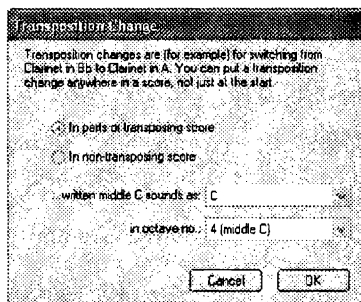 Transposition Change
Transposition changes are (for example) for switching from
Clarinet in Bb to Clarinet in A. You can put a transposition
change anywhere in a score, not just at the start.
In parts or transposing score
In non-transposing score
...written middle C sounds as: C
in octave no.: 4 (middle C)
Cancel OK